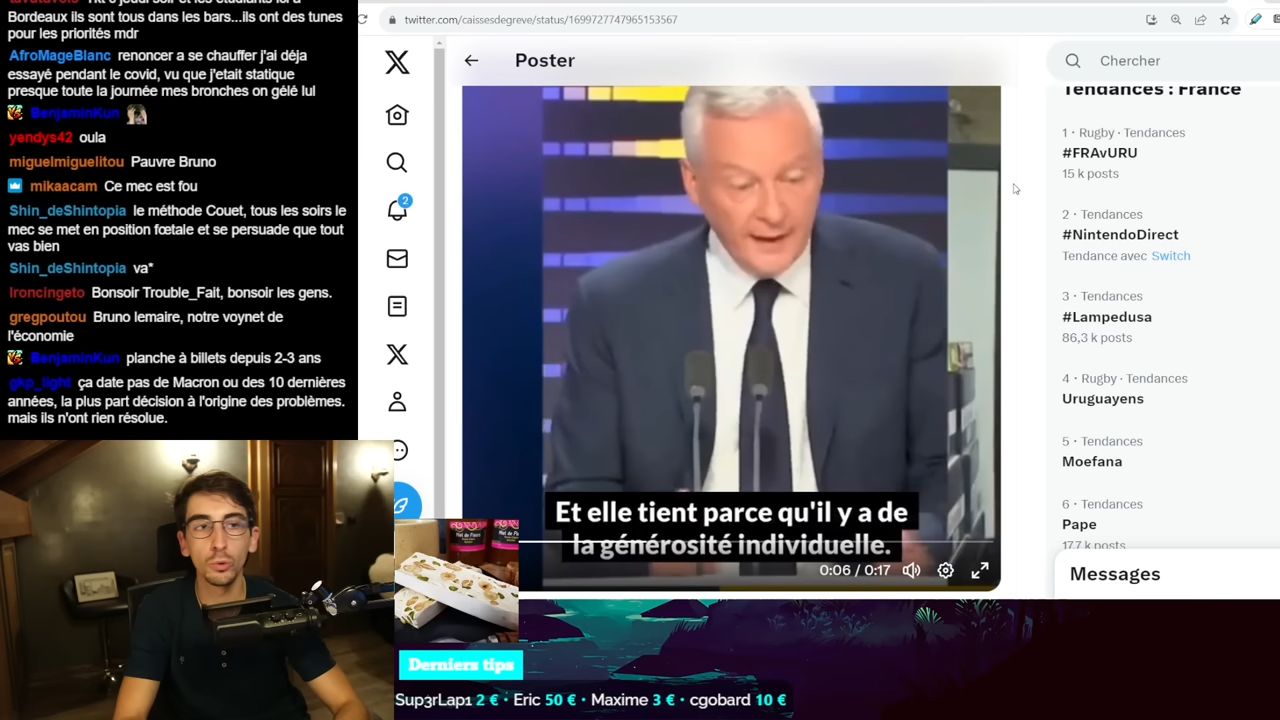 Bordeaux ils sont tous dans les bars...ils ont des tunes
pour les priorités mdr
AfroMageBlanc renoncer a se chauffer j'ai déja
essayé pendant le covid, vu que j'etait statique
presque toute la journée mes bronches on gélé lul
BenjaminKun
yendys42 oula
miguelmiguelitou Pauvre Bruno
mikaacam Ce mec est fou
Shin_deShintopia le méthode Couet, tous les soirs le
mec se met en position fœtale et se persuade que tout
vas bien
Shin_deShintopia va*
Ironcingeto Bonsoir Trouble_Fait, bonsoir les gens.
gregpoutou Bruno lemaire, notre voynet de
l'économie
BenjaminKun planche à billets depuis 2-3 ans
gkp_light ça date pas de Macron ou des 10 dernières
années, la plus part décision à l'origine des problèmes.
mais ils n'ont rien résolue.
twitter.com/caissesdegreve/status/1699727747965153567
Poster
2
Et elle tient parce qu'il y a de
la générosité individuelle.
0:06 / 0:17
Chercher
Tendances : France
1 · Rugby · Tendances
#FRAvURU
15 k posts
2 · Tendances
#NintendoDirect
Tendance avec Switch
3 · Tendances
#Lampedusa
86,3 k posts
4 · Rugby · Tendances
Uruguayens
5 · Tendances
Moefana
6 · Tendances
Pape
177 k posts
Messages
Derniers tips
Sup3rLap1 2 € · Eric 50 € · Maxime 3 € · cgobard 10 €